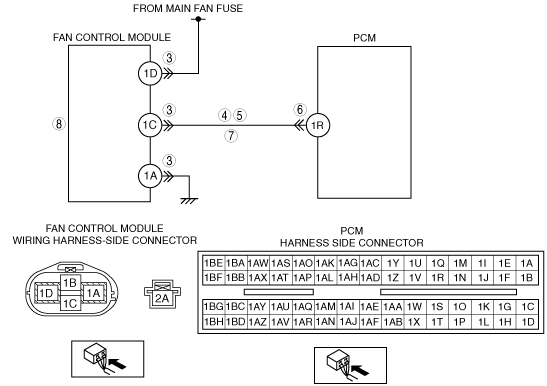 FROM MAIN FAN FUSE
FAN CONTROL MODULE
PCM
1D
3
8
1C
3
4 5
7
6
1R
1A
3
FAN CONTROL MODULE
WIRING HARNESS-SIDE CONNECTOR
1D
1B
1A
1C
2A
PCM
HARNESS SIDE CONNECTOR
1BE 1BA 1AW 1AS 1AO 1AK 1AG 1AC 1Y 1U 1Q 1M 1I 1E 1A
1BF 1BB 1AX 1AT 1AP 1AL 1AH 1AD 1Z 1V 1R 1N 1J 1F 1B
1BG 1BC 1AY 1AU 1AQ 1AM 1AI 1AE 1AA 1W 1S 1O 1K 1G 1C
1BH 1BD 1AZ 1AV 1AR 1AN 1AJ 1AF 1AB 1X 1T 1P 1L 1H 1D